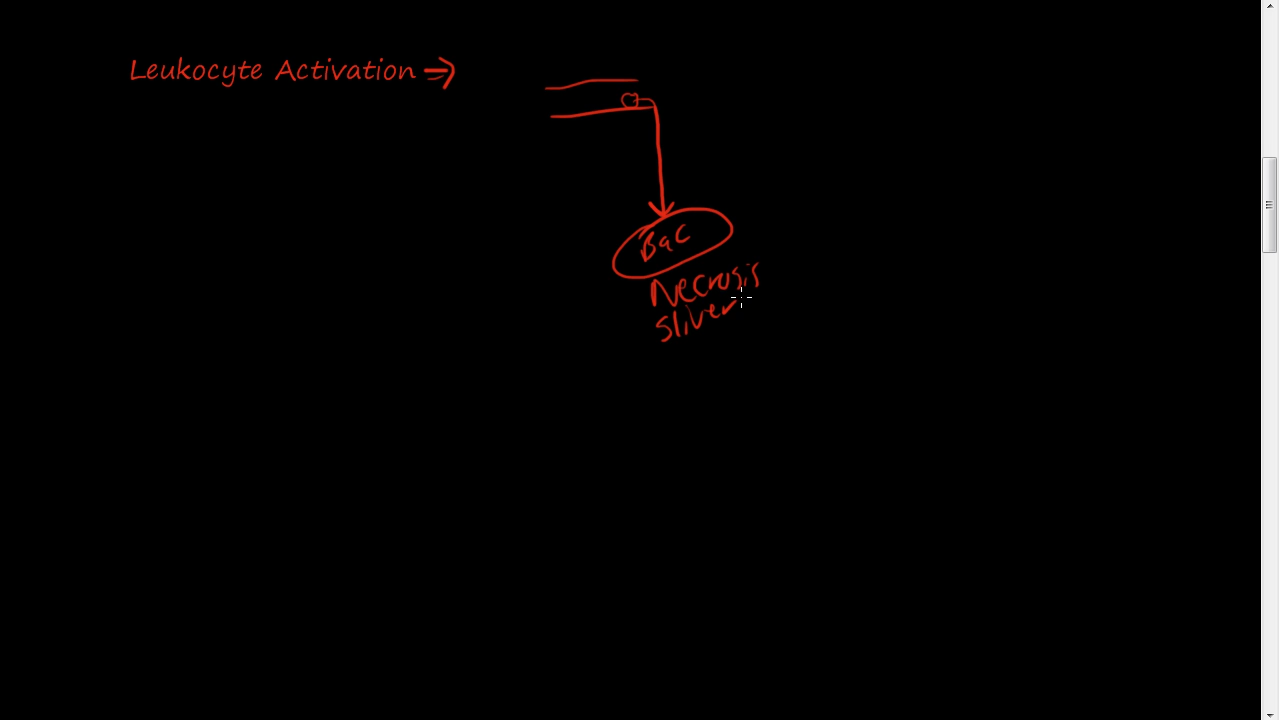 Leukocyte Activation ⇒
Bac
Necrosis
sliver